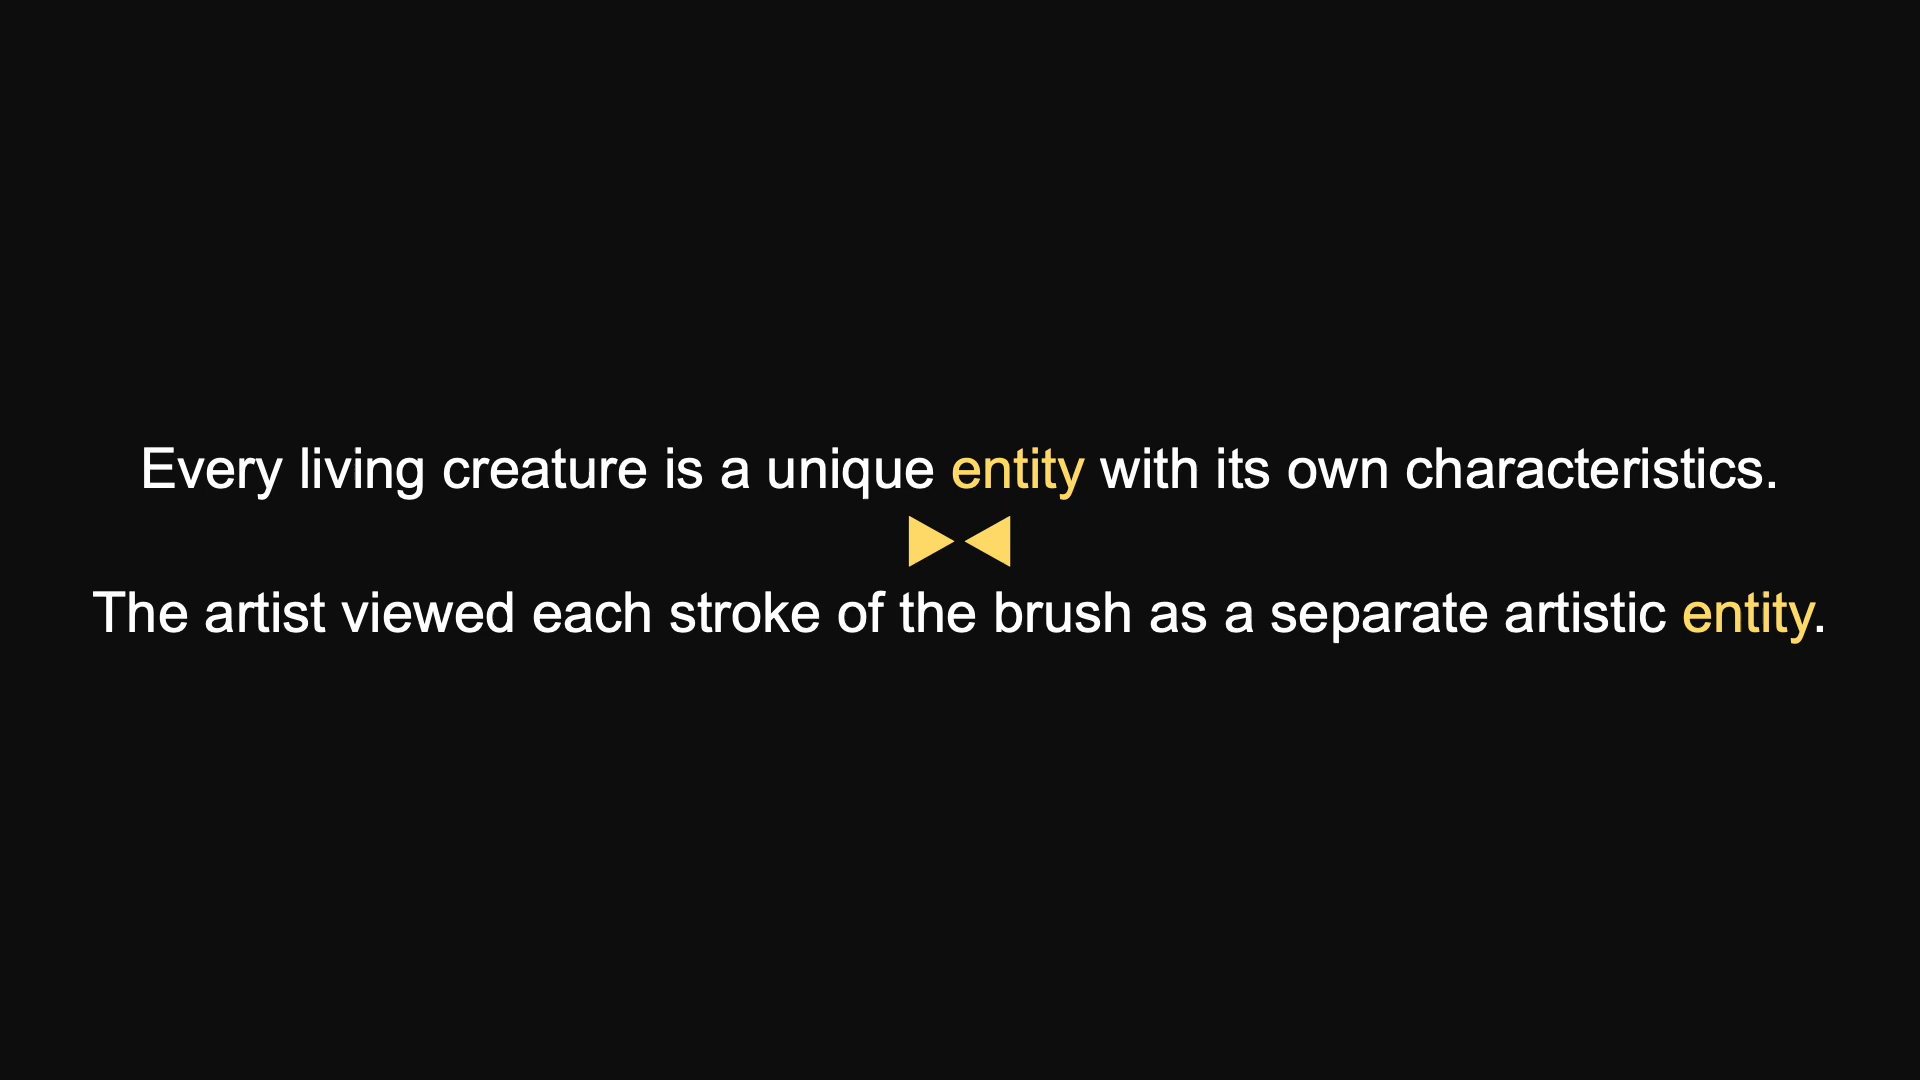 Every living creature is a unique entity with its own characteristics.
The artist viewed each stroke of the brush as a separate artistic entity.